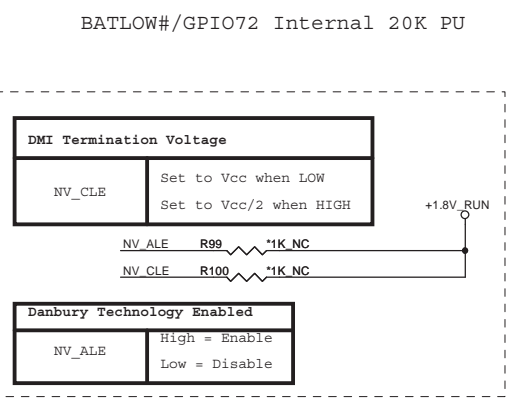 BATLOW#/GPIO72 Internal 20K PU
DMI Termination Voltage
NV_CLE
Set to Vcc when LOW
Set to Vcc/2 when HIGH
+1.8V_RUN
NV_ALE R99 *1K_NC
NV_CLE R100 *1K_NC
Danbury Technology Enabled
NV_ALE
High = Enable
Low = Disable